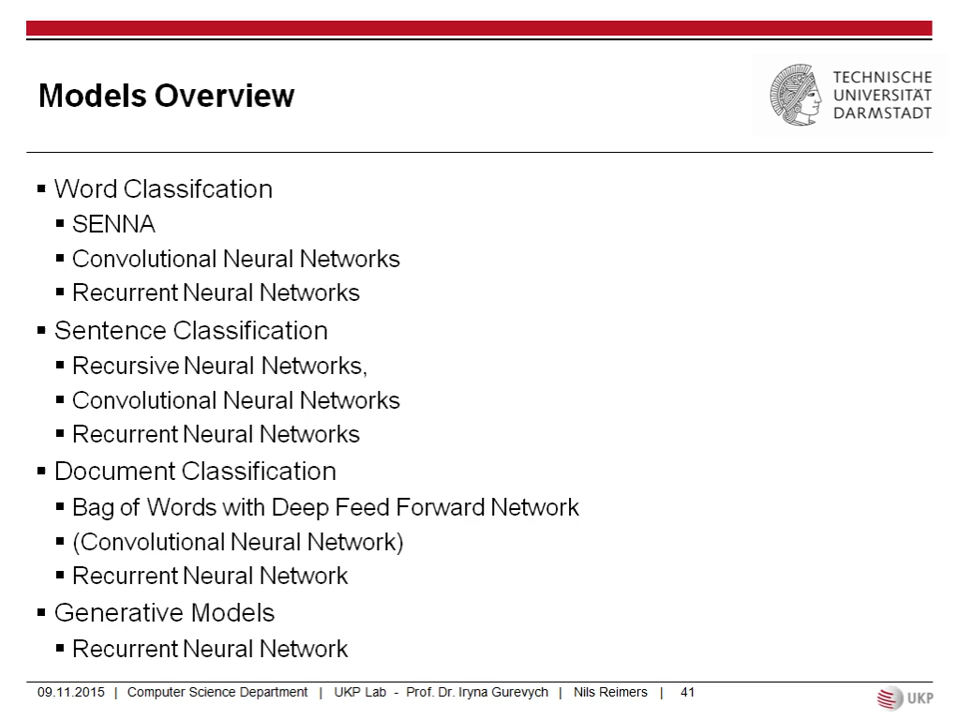 Models Overview
TECHNISCHE
UNIVERSITÄT
DARMSTADT
▪ Word Classifcation
▪ SENNA
▪ Convolutional Neural Networks
▪ Recurrent Neural Networks
▪ Sentence Classification
▪ Recursive Neural Networks,
▪ Convolutional Neural Networks
▪ Recurrent Neural Networks
▪ Document Classification
▪ Bag of Words with Deep Feed Forward Network
▪ (Convolutional Neural Network)
▪ Recurrent Neural Network
▪ Generative Models
▪ Recurrent Neural Network
09.11.2015 | Computer Science Department | UKP Lab - Prof. Dr. Iryna Gurevych | Nils Reimers | 41
UKP